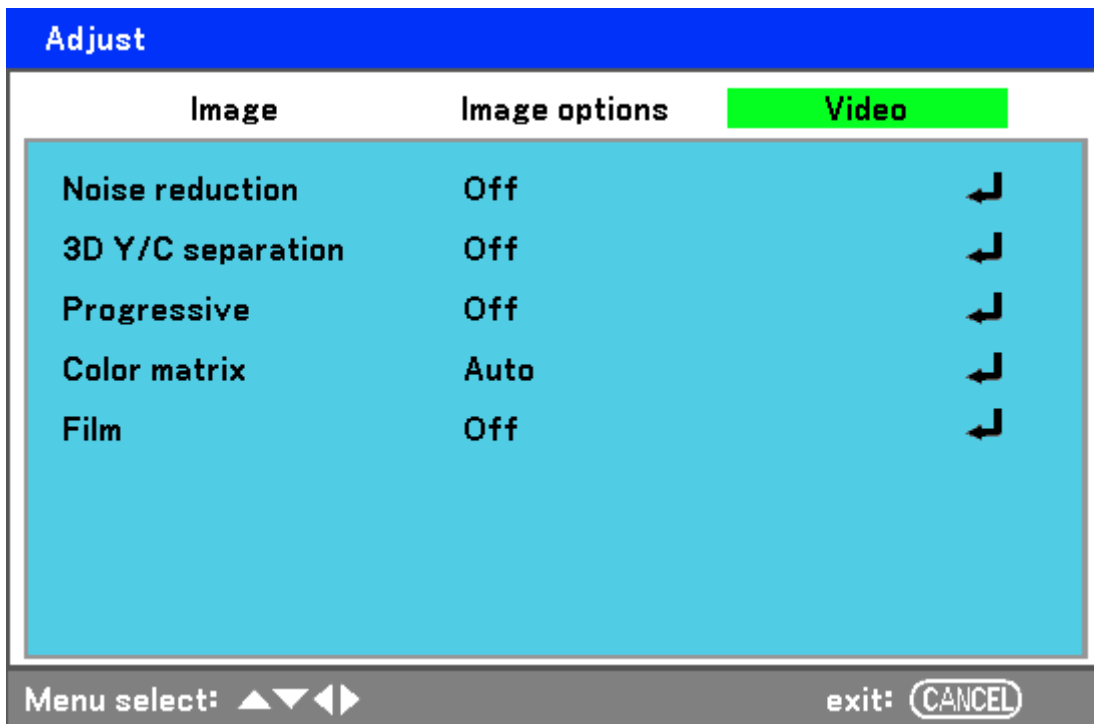 Adjust
Image Image options Video
Noise reduction Off
3D Y/C separation Off
Progressive Off
Color matrix Auto
Film Off
Menu select: ▲▼◀▶ exit: CANCEL